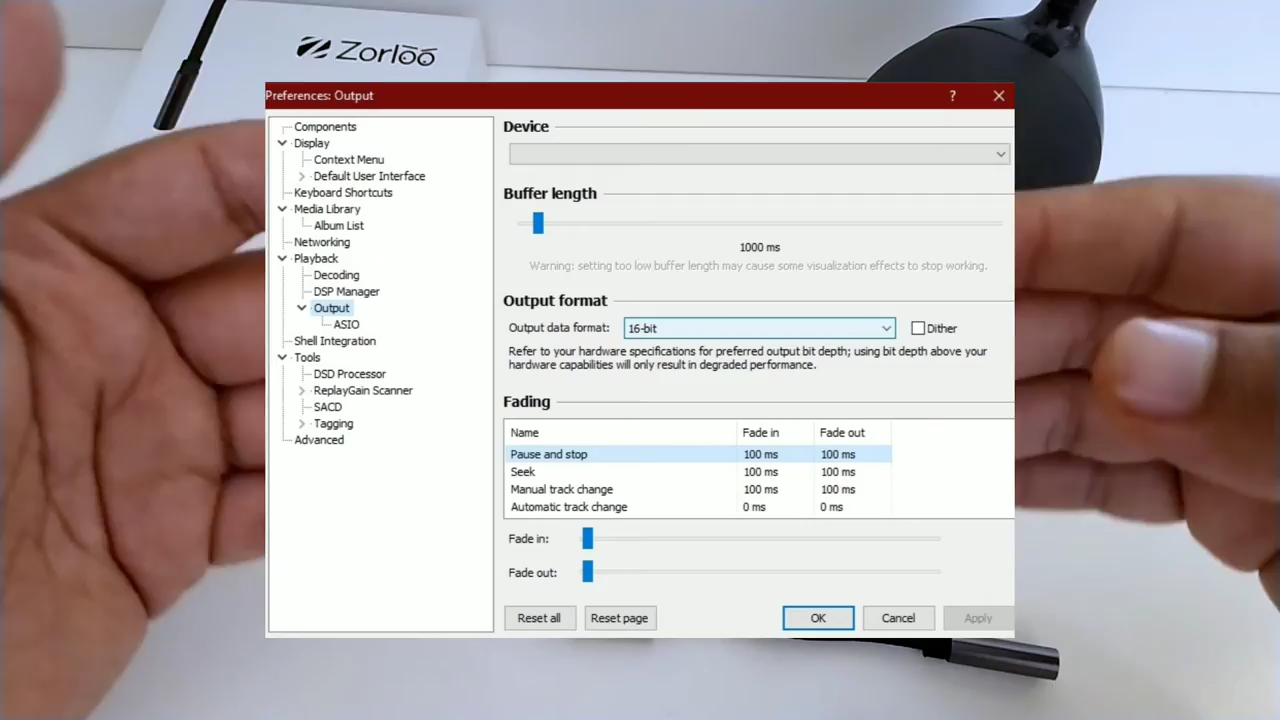 Zorloo
Preferences: Output
?
Components
Display
Context Menu
Default User Interface
Keyboard Shortcuts
Media Library
Album List
Networking
Playback
Decoding
DSP Manager
Output
ASIO
Shell Integration
Tools
DSD Processor
ReplayGain Scanner
SACD
Tagging
Advanced
Device
Buffer length
1000 ms
Warning: setting too low buffer length may cause some visualization effects to stop working.
Output format
Output data format: 16-bit Dither
Refer to your hardware specifications for preferred output bit depth; using bit depth above your
hardware capabilities will only result in degraded performance.
Fading
Name Fade in Fade out
Pause and stop 100 ms 100 ms
Seek 100 ms 100 ms
Manual track change 100 ms 100 ms
Automatic track change 0 ms 0 ms
Fade in:
Fade out:
Reset all Reset page OK Cancel Apply